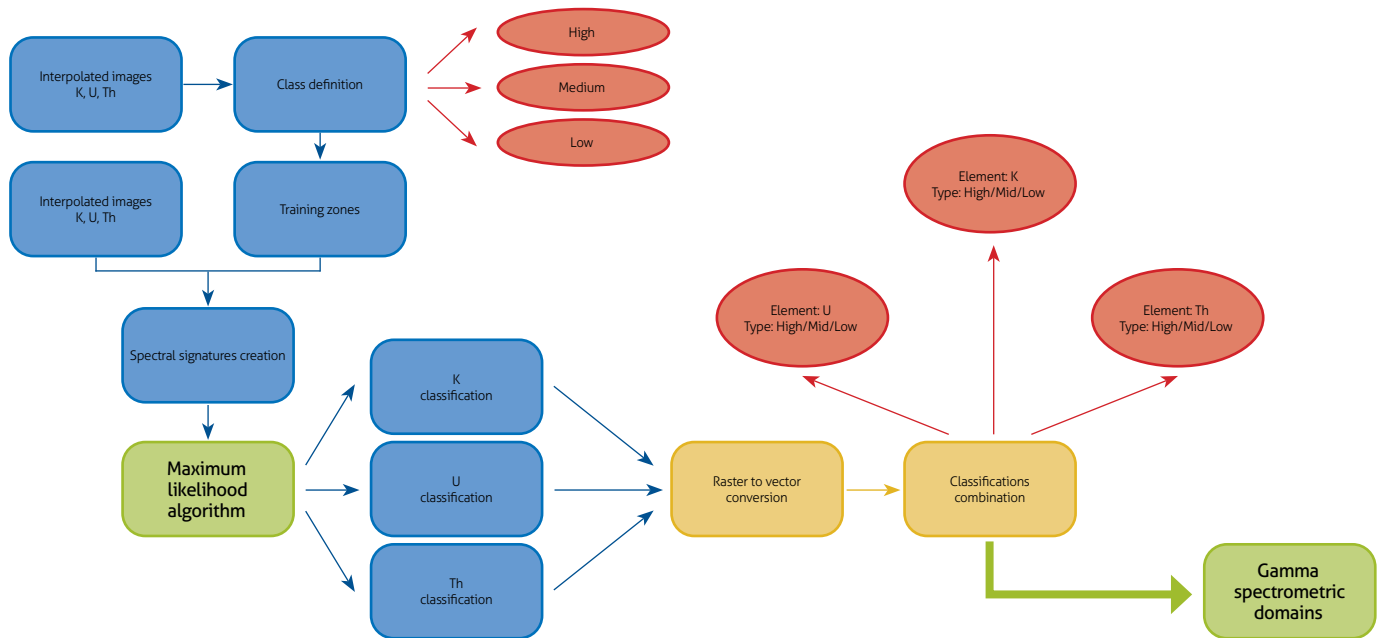 High
Interpolated images
K, U, Th
Class definition
Medium
Low
Interpolated images
K, U, Th
Training zones
Element: K
Type: High/Mid/Low
Element: U
Type: High/Mid/Low
Element: Th
Type: High/Mid/Low
Spectral signatures creation
K
classification
Maximum
likelihood
algorithm
U
classification
Raster to vector
conversion
Classifications
combination
Th
classification
Gamma
spectrometric
domains